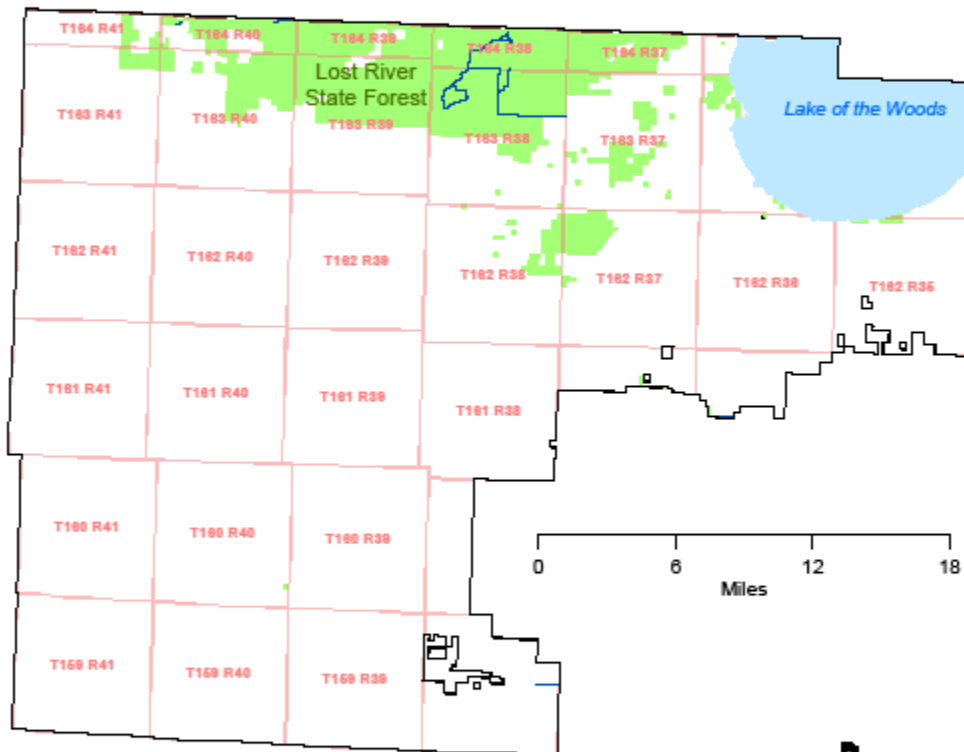 T164 R41
T164 R40
T164 R39
T164 R38
T164 R37
Lost River
State Forest
Lake of the Woods
T163 R41
T163 R40
T163 R39
T163 R38
T163 R37
T162 R41
T162 R40
T162 R39
T162 R38
T162 R37
T162 R36
T162 R35
T161 R41
T161 R40
T161 R39
T161 R38
T160 R41
T160 R40
T160 R39
0 6 12 18
Miles
T159 R41
T159 R40
T159 R39